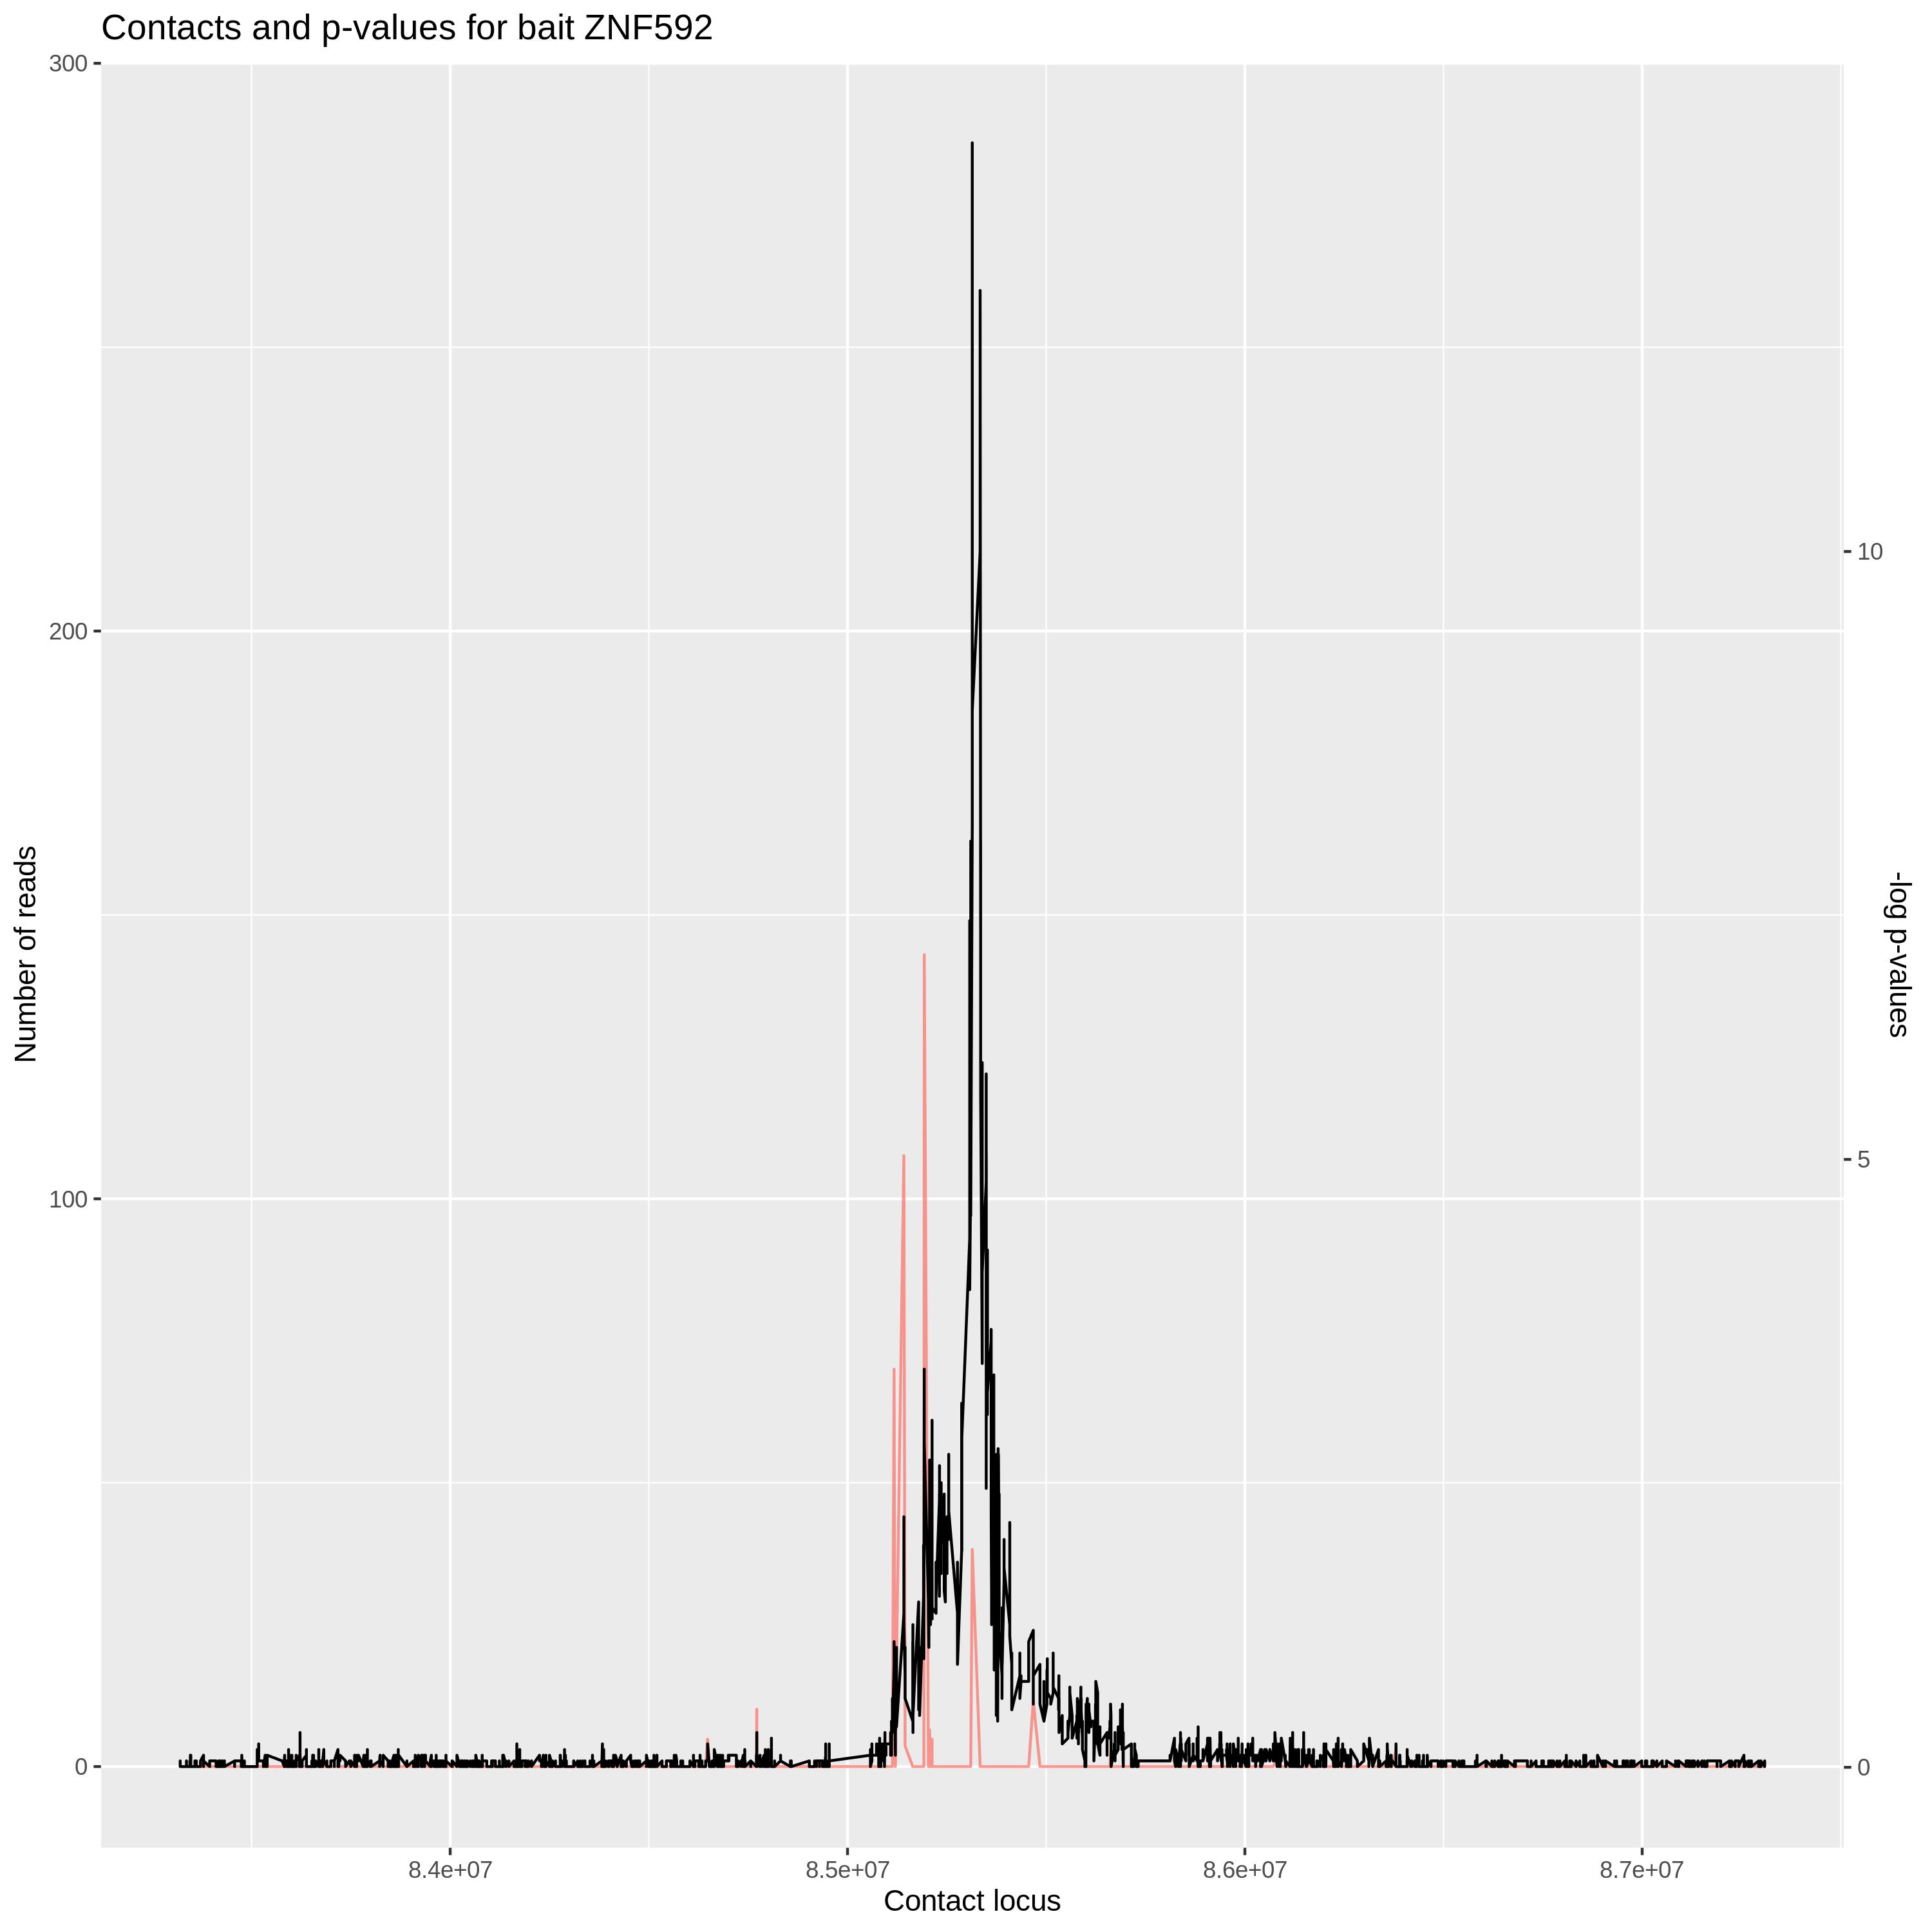 Contacts and p-values for bait ZNF592
300
200
100
0
Number of reads
10
5
0
-log p-values
8.4e+07
8.5e+07
8.6e+07
8.7e+07
Contact locus